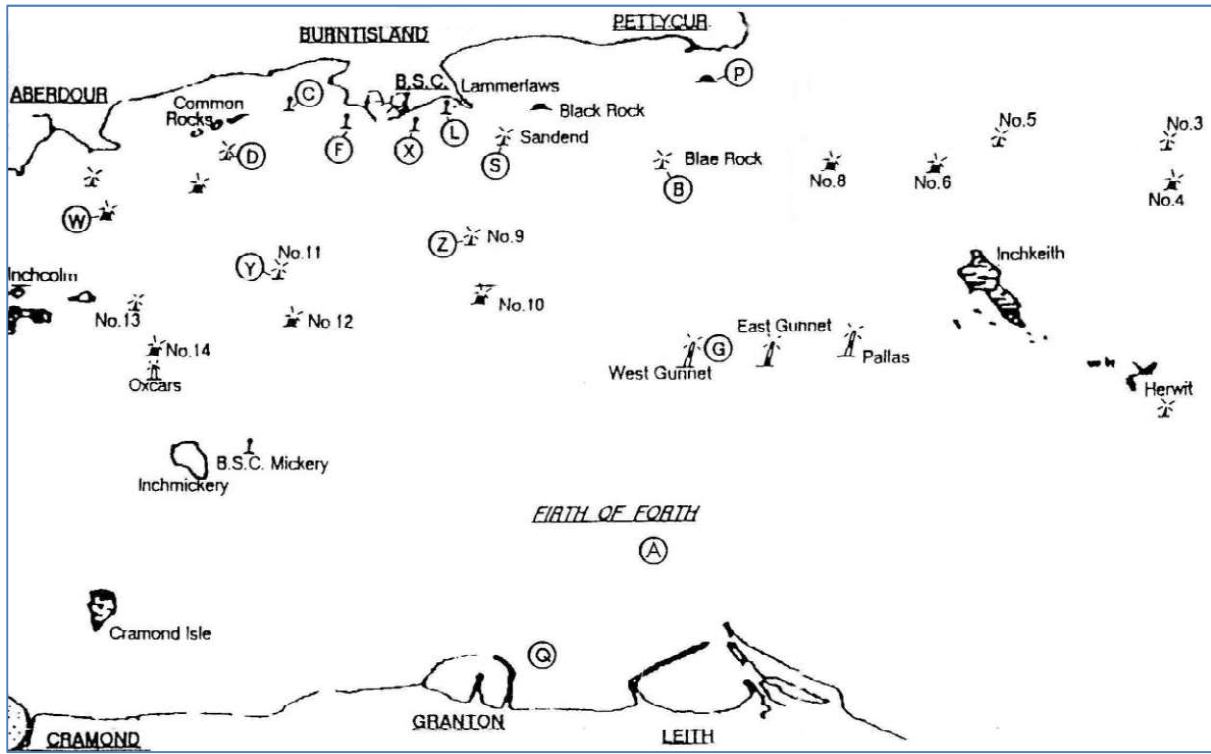 PETTYCUR
BURNTISLAND
B.S.C.
Lammerlaws
P
ABERDOUR
Common
Rocks
C
Black Rock
L
F
X
Sandend
S
D
No.5
No.3
Blae Rock
B
No.8
No.6
No.4
W
No.9
Z
No.11
Y
Inchkeith
Inchcolm
No.13
No.12
No.10
No.14
Oxcars
East Gunnet
G
West Gunnet
Pallas
Herwit
B.S.C. Mickery
Inchmickery
FIRTH OF FORTH
A
Cramond Isle
Q
GRANTON
LEITH
CRAMOND